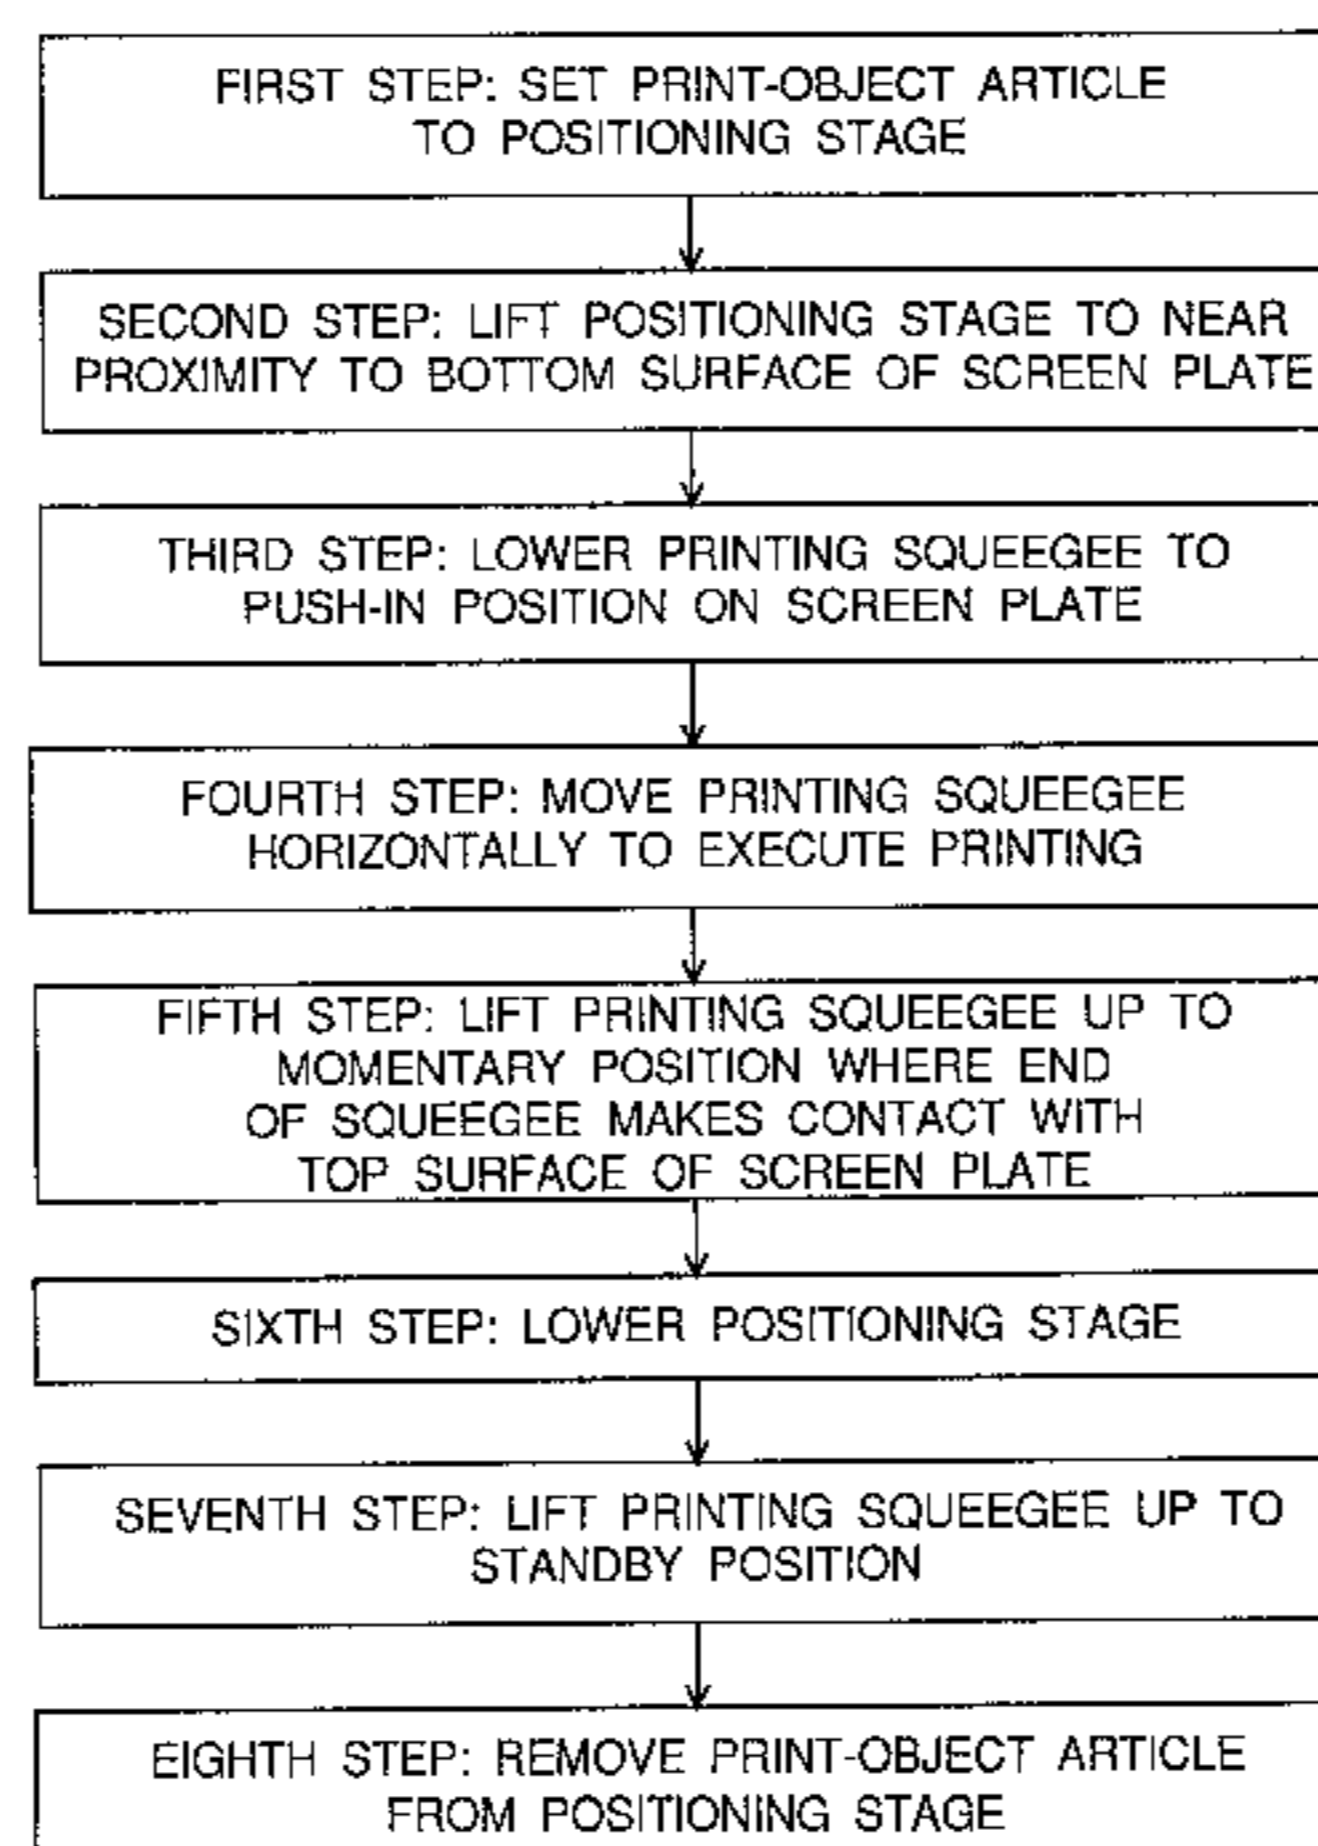 FIRST STEP: SET PRINT-OBJECT ARTICLE
TO POSITIONING STAGE
SECOND STEP: LIFT POSITIONING STAGE TO NEAR
PROXIMITY TO BOTTOM SURFACE OF SCREEN PLATE
THIRD STEP: LOWER PRINTING SQUEEGEE TO
PUSH-IN POSITION ON SCREEN PLATE
FOURTH STEP: MOVE PRINTING SQUEEGEE
HORIZONTALLY TO EXECUTE PRINTING
FIFTH STEP: LIFT PRINTING SQUEEGEE UP TO
MOMENTARY POSITION WHERE END
OF SQUEEGEE MAKES CONTACT WITH
TOP SURFACE OF SCREEN PLATE
SIXTH STEP: LOWER POSITIONING STAGE
SEVENTH STEP: LIFT PRINTING SQUEEGEE UP TO
STANDBY POSITION
EIGHTH STEP: REMOVE PRINT-OBJECT ARTICLE
FROM POSITIONING STAGE